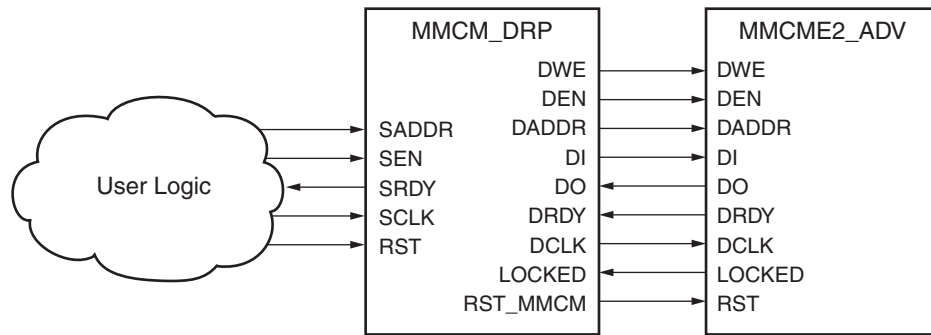 MMCM_DRP
MMCME2_ADV
User Logic
SADDR
SEN
SRDY
SCLK
RST
DWE
DEN
DADDR
DI
DO
DRDY
DCLK
LOCKED
RST_MMCM
DWE
DEN
DADDR
DI
DO
DRDY
DCLK
LOCKED
RST